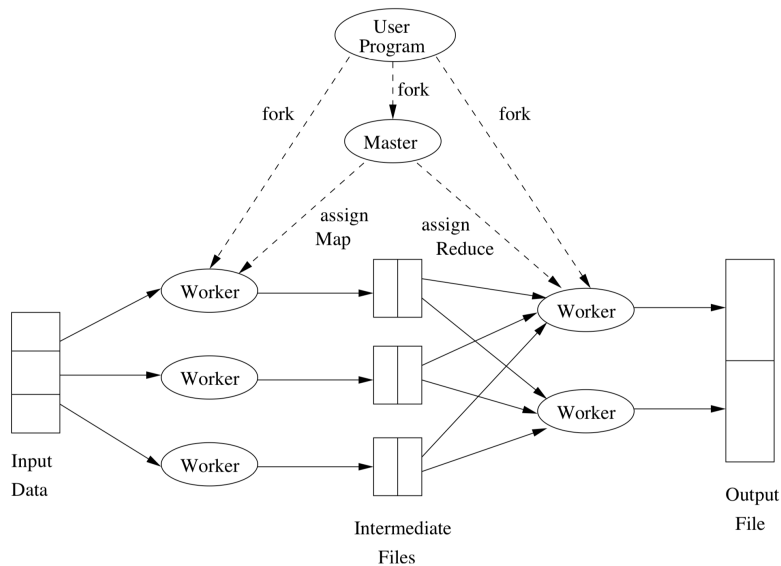 User
Program
fork
fork
fork
Master
assign
Map
assign
Reduce
Worker
Worker
Worker
Worker
Worker
Input
Data
Intermediate
Files
Output
File